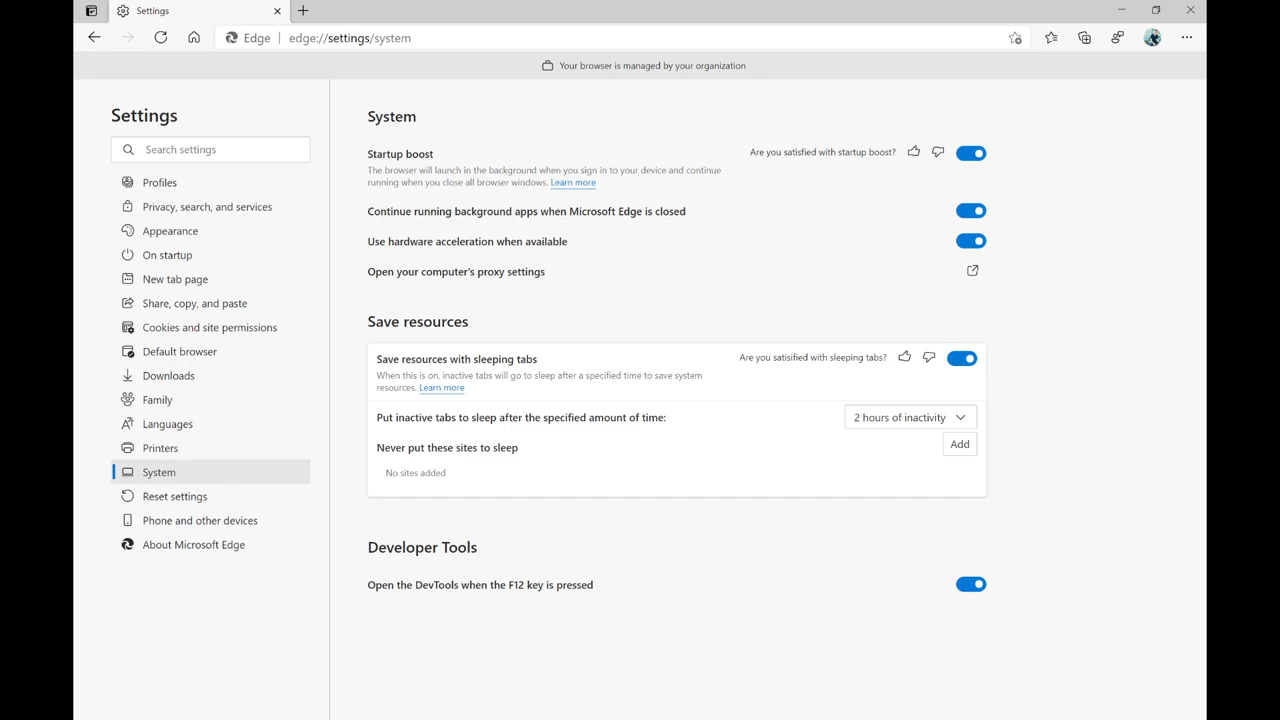 Settings
Edge
edge://settings/system
Your browser is managed by your organization
Settings
Search settings
Profiles
Privacy, search, and services
Appearance
On startup
New tab page
Share, copy, and paste
Cookies and site permissions
Default browser
Downloads
Family
Languages
Printers
System
Reset settings
Phone and other devices
About Microsoft Edge
System
Startup boost
Are you satisfied with startup boost?
The browser will launch in the background when you sign in to your device and continue
running when you close all browser windows. Learn more
Continue running background apps when Microsoft Edge is closed
Use hardware acceleration when available
Open your computer's proxy settings
Save resources
Save resources with sleeping tabs
Are you satisified with sleeping tabs?
When this is on, inactive tabs will go to sleep after a specified time to save system
resources. Learn more
Put inactive tabs to sleep after the specified amount of time:
2 hours of inactivity
Never put these sites to sleep
Add
No sites added
Developer Tools
Open the DevTools when the F12 key is pressed